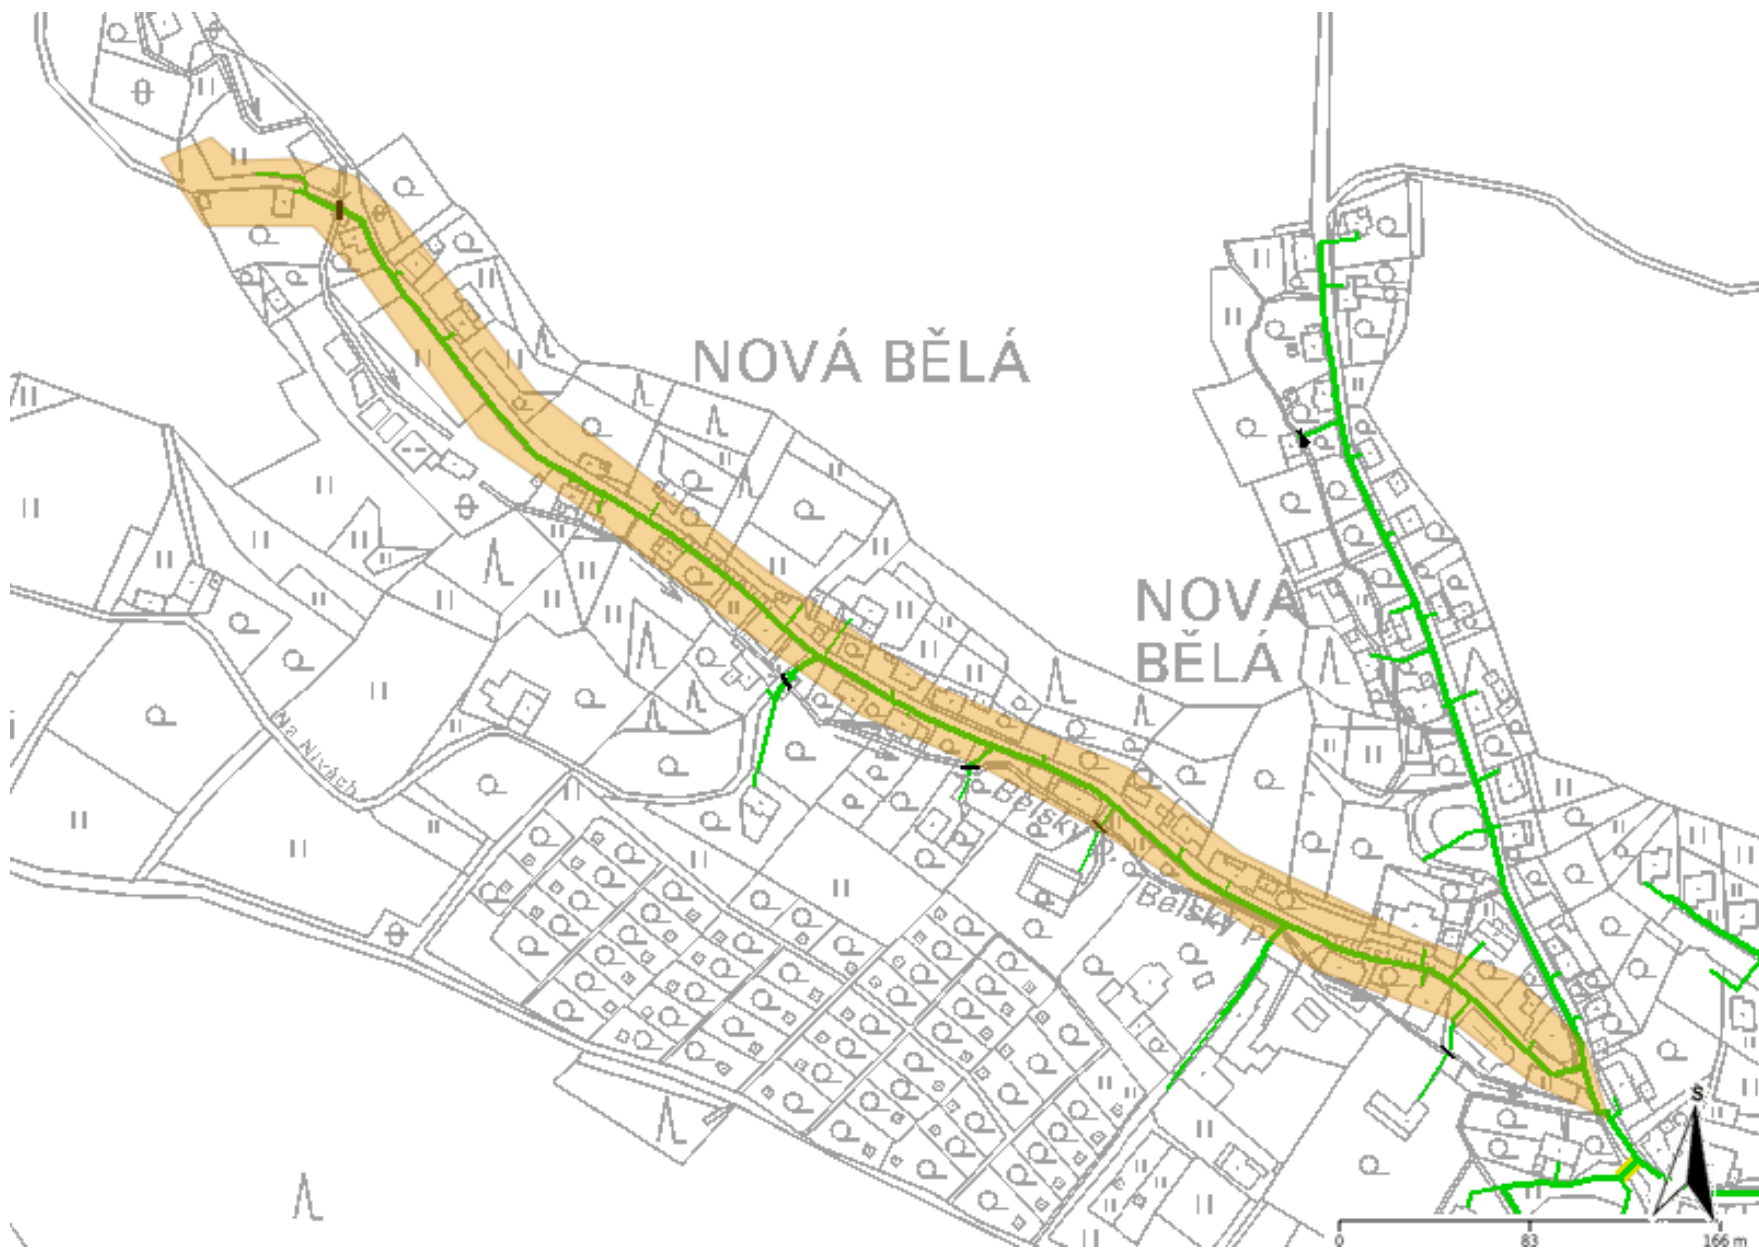 NOVÁ BĚLÁ
NOVÁ
BĚLÁ
Na Nivách
Bělský p.
Bělský p
S
0 83 166 m